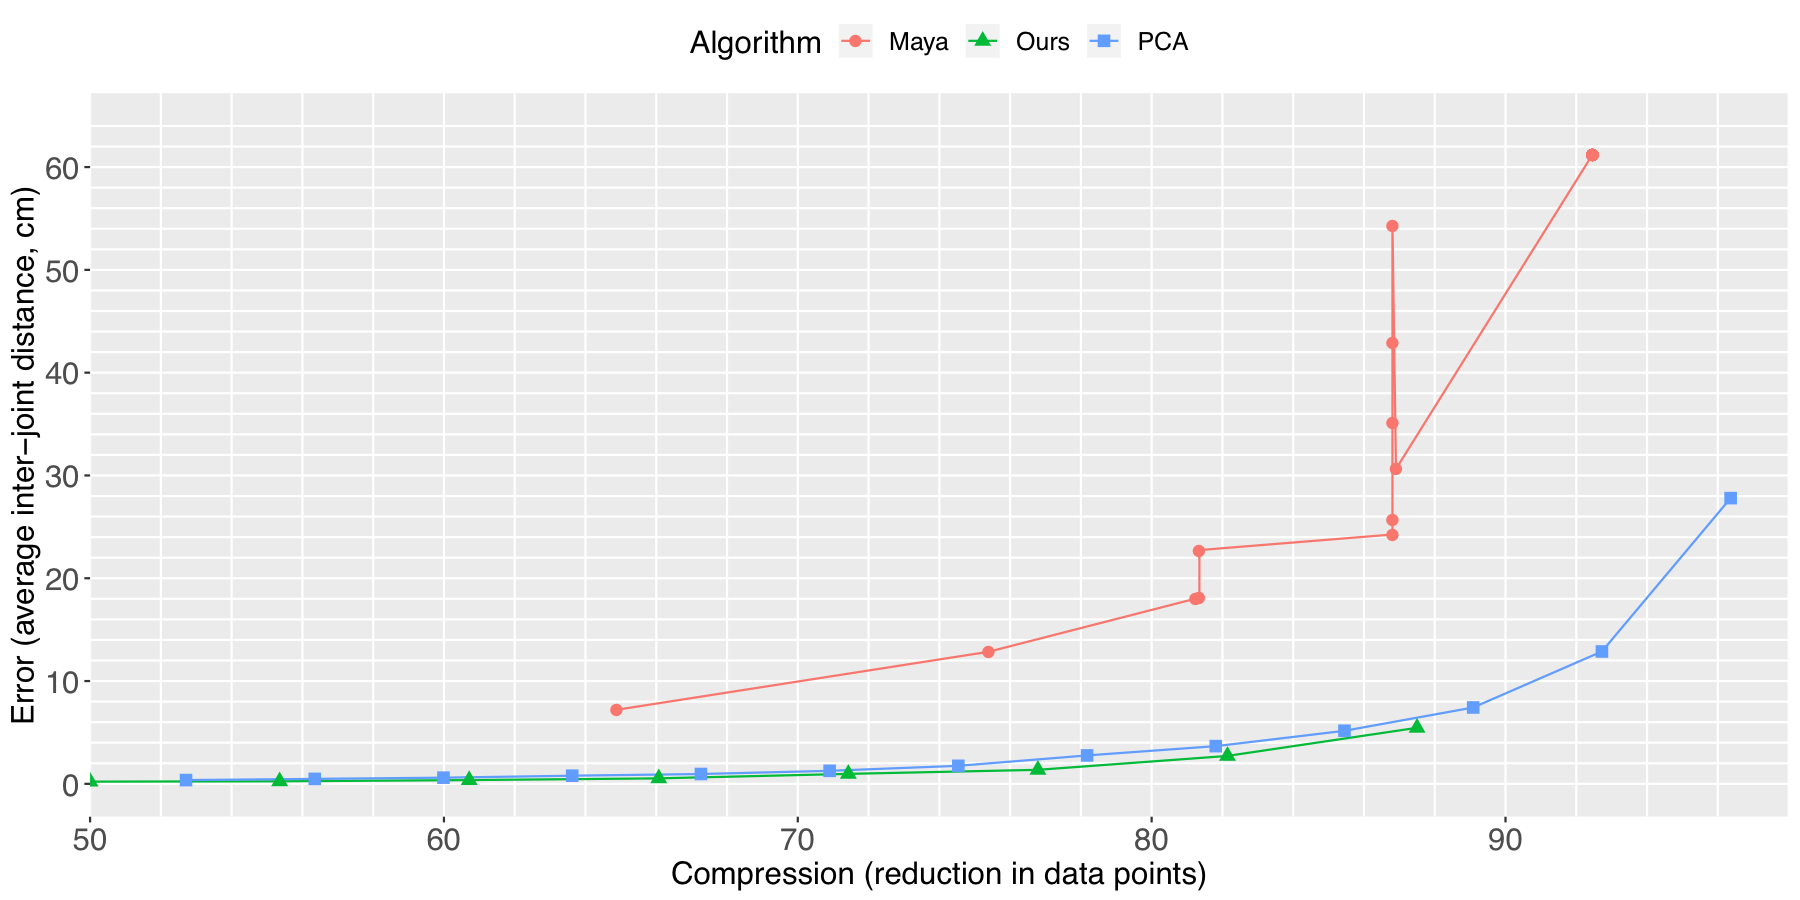 Algorithm Maya Ours PCA
Error (average inter−joint distance, cm)
60
50
40
30
20
10
0
50 60 70 80 90
Compression (reduction in data points)